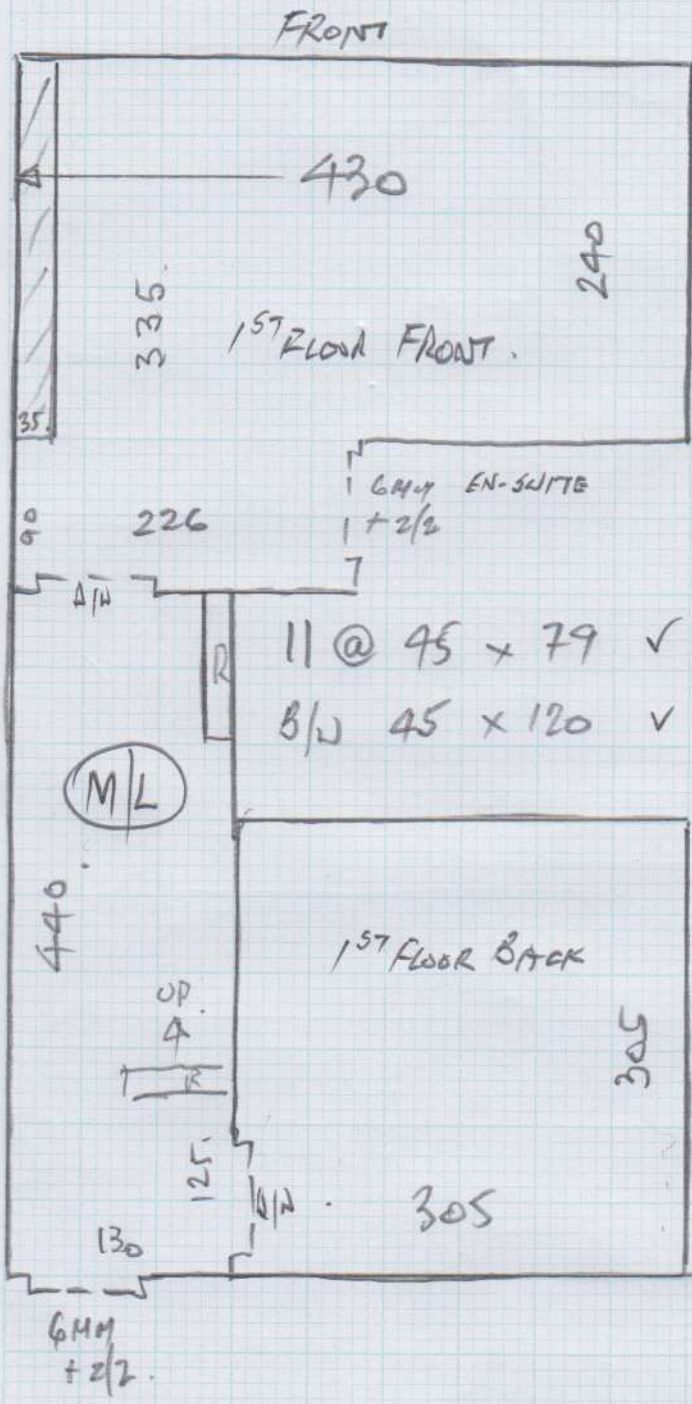 FRONT
430
240
335.
1ST FLOOR FRONT.
35
6MM EN-SUITE
+ 2/2
90
226
D/W
R
11 @ 45 x 79 ✓
B/N 45 x 120 ✓
M/L
440.
1ST FLOOR BACK
UP.
R
305
125.
D/W.
305
130
6MM
+ 2/2.